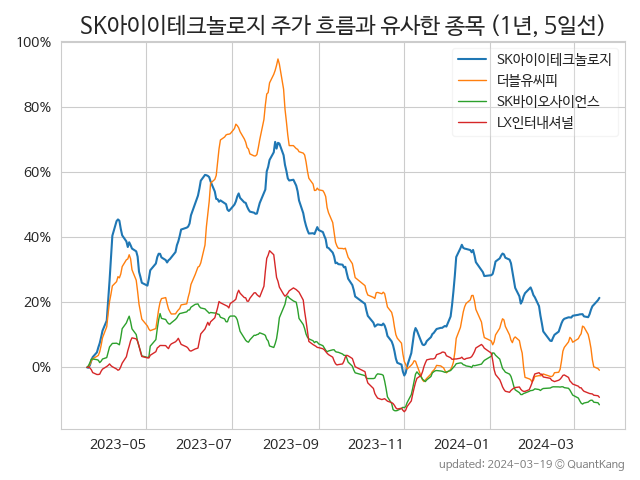 SK아이이테크놀로지 주가 흐름과 유사한 종목 (1년, 5일선)
100%
80%
60%
40%
20%
0%
SK아이이테크놀로지
더블유씨피
SK바이오사이언스
LX인터내셔널
2023-05 2023-07 2023-09 2023-11 2024-01 2024-03
updated: 2024-03-19 © QuantKang